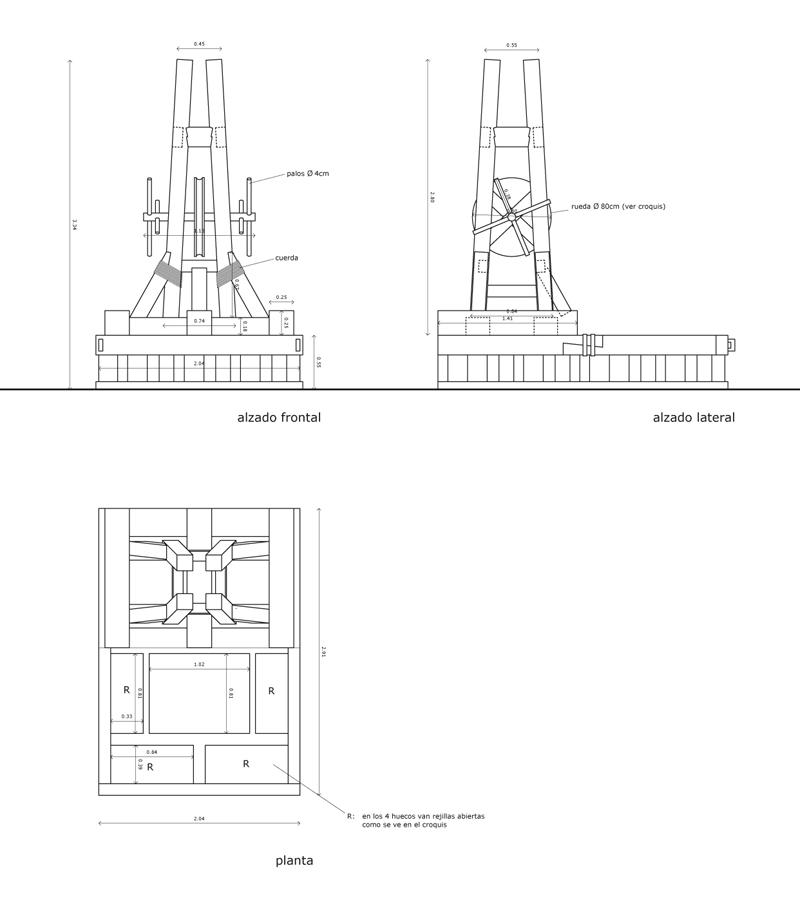 0.45
0.55
palos Ø 4cm
3.34
2.80
0.78
rueda Ø 80cm (ver croquis)
1.13
cuerda
0.25
0.74
0.18
0.25
0.84
1.41
2.04
0.55
alzado frontal
alzado lateral
1.02
R
0.81
0.81
R
2.91
0.33
0.84
0.39
R
R
R: en los 4 huecos van rejillas abiertas
como se ve en el croquis
2.04
planta